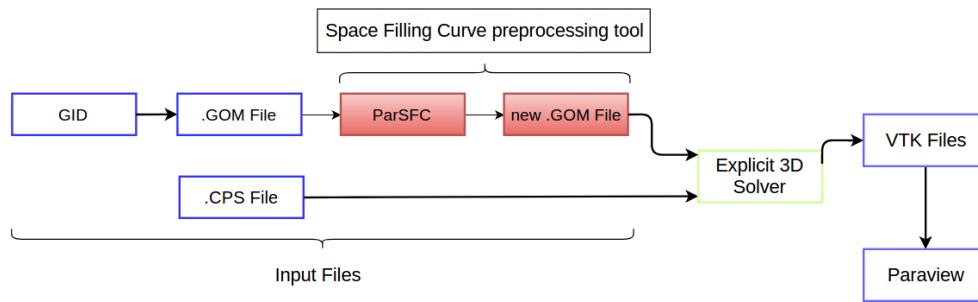 Space Filling Curve preprocessing tool
GID
.GOM File
ParSFC
new .GOM File
VTK Files
Explicit 3D
Solver
.CPS File
Input Files
Paraview